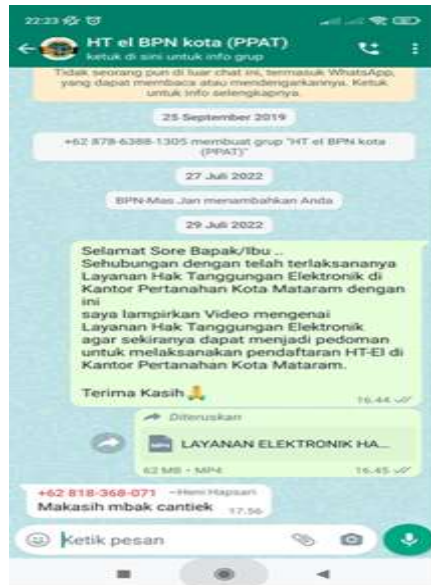 22:23
HT el BPN kota (PPAT)
ketuk di sini untuk info grup
Tidak seorang pun di luar chat ini, termasuk WhatsApp,
yang dapat membaca atau mendengarkannya. Ketuk
untuk info selengkapnya.
25 September 2019
+62 878-6388-1305 membuat grup "HT el BPN kota
(PPAT)"
27 Juli 2022
BPN-Mas Jan menambahkan Anda
29 Juli 2022
Selamat Sore Bapak/Ibu ..
Sehubungan dengan telah terlaksananya
Layanan Hak Tanggungan Elektronik di
Kantor Pertanahan Kota Mataram dengan
ini
saya lampirkan Video mengenai
Layanan Hak Tanggungan Elektronik
agar sekiranya dapat menjadi pedoman
untuk melaksanakan pendaftaran HT-El di
Kantor Pertanahan Kota Mataram.
Terima Kasih🙏
16.44
Diteruskan
LAYANAN ELEKTRONIK HA...
62 MB • MP4 16.45
+62 818-368-071 ~Heni Hapsari
Makasih mbak cantiek 17.56
Ketik pesan